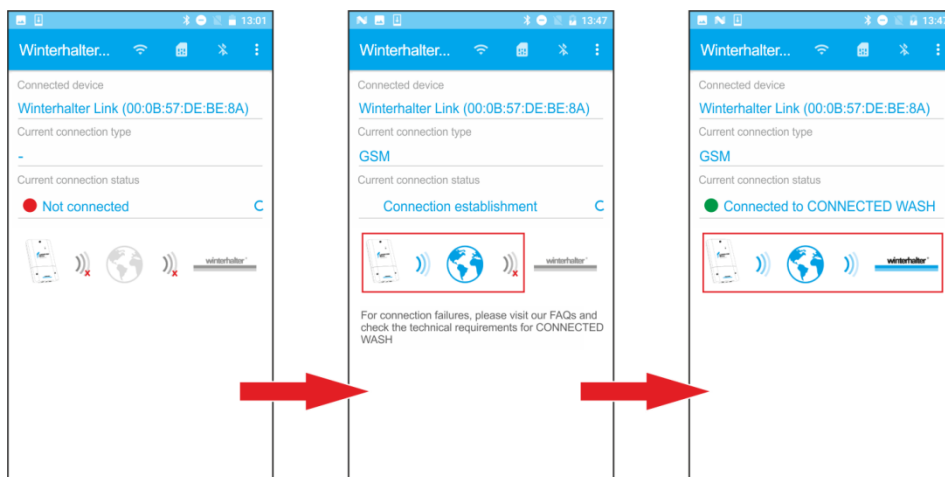 13:01
Winterhalter...
Connected device
Winterhalter Link (00:0B:57:DE:BE:8A)
Current connection type
-
Current connection status
Not connected
winterhalter
13:47
Winterhalter...
Connected device
Winterhalter Link (00:0B:57:DE:BE:8A)
Current connection type
GSM
Current connection status
Connection establishment
winterhalter
For connection failures, please visit our FAQs and
check the technical requirements for CONNECTED
WASH
13:47
Winterhalter...
Connected device
Winterhalter Link (00:0B:57:DE:BE:8A)
Current connection type
GSM
Current connection status
Connected to CONNECTED WASH
winterhalter